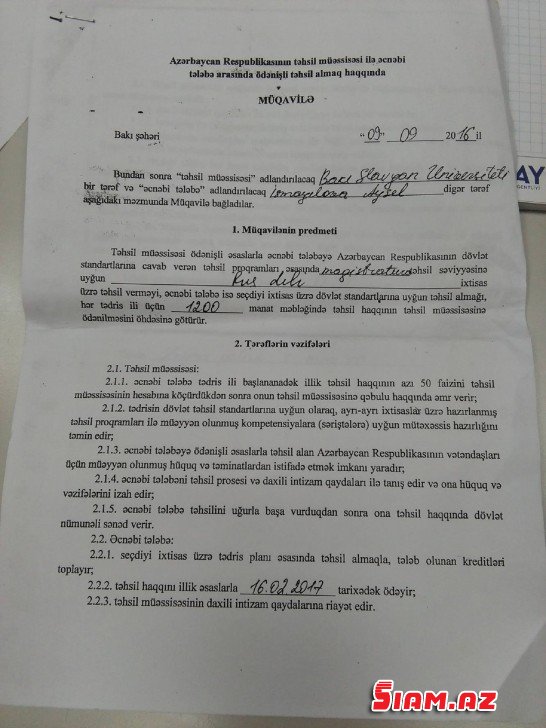 Azərbaycan Respublikasının təhsil müəssisəsi ilə əcnəbi
tələbə arasında ödənişli təhsil almaq haqqında
MÜQAVİLƏ
Bakı şəhəri "09" 09 2016 il
Bundan sonra "təhsil müəssisəsi" adlandırılacaq Bakı Slavyan Universiteti
bir tərəf və "əcnəbi tələbə" adlandırılacaq İsmayılova Aysel digər tərəf
aşağıdakı məzmunda Müqavilə bağladılar.
1. Müqavilənin predmeti
Təhsil müəssisəsi ödənişli əsaslarla əcnəbi tələbəyə Azərbaycan Respublikasının dövlət
standartlarına cavab verən təhsil proqramları əsasında magistratura təhsil səviyyəsinə
uyğun Rus dili ixtisas
üzrə təhsil verməyi, əcnəbi tələbə isə seçdiyi ixtisas üzrə dövlət standartlarına uyğun təhsil almağı,
hər tədris ili üçün 1200 manat məbləğində təhsil haqqının təhsil müəssisəsinə
ödənilməsini öhdəsinə götürür.
2. Tərəflərin vəzifələri
2.1. Təhsil müəssisəsi:
2.1.1. əcnəbi tələbə tədris ili başlananadək illik təhsil haqqının azı 50 faizini təhsil
müəssisəsinin hesabına köçürdükdən sonra onun təhsil müəssisəsinə qəbulu haqqında əmr verir;
2.1.2. tədrisin dövlət təhsil standartlarına uyğun olaraq, ayrı-ayrı ixtisaslar üzrə hazırlanmış
təhsil proqramları ilə müəyyən olunmuş kompetensiyalara (səriştələrə) uyğun mütəxəssis hazırlığını
təmin edir;
2.1.3. əcnəbi tələbəyə ödənişli əsaslarla təhsil alan Azərbaycan Respublikasının vətəndaşları
üçün müəyyən olunmuş hüquq və təminatlardan istifadə etmək imkanı yaradır;
2.1.4. əcnəbi tələbəni təhsil prosesi və daxili intizam qaydaları ilə tanış edir və ona hüquq və
vəzifələrini izah edir;
2.1.5. əcnəbi tələbə təhsilini uğurla başa vurduqdan sonra ona təhsil haqqında dövlət
nümunəli sənəd verir.
2.2. Əcnəbi tələbə:
2.2.1. seçdiyi ixtisas üzrə tədris planı əsasında təhsil almaqla, tələb olunan kreditləri
toplayır;
2.2.2. təhsil haqqını illik əsaslarla 16.02.2017 tarixədək ödəyir;
2.2.3. təhsil müəssisəsinin daxili intizam qaydalarına riayət edir.
AY
SİAM.AZ